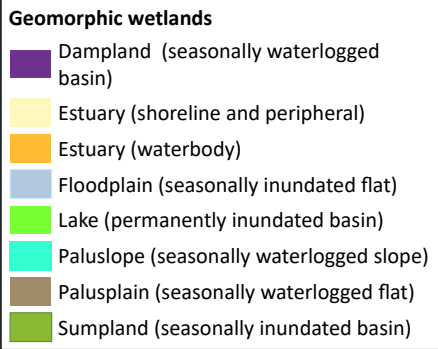 Geomorphic wetlands
Dampland (seasonally waterlogged
basin)
Estuary (shoreline and peripheral)
Estuary (waterbody)
Floodplain (seasonally inundated flat)
Lake (permanently inundated basin)
Paluslope (seasonally waterlogged slope)
Palusplain (seasonally waterlogged flat)
Sumpland (seasonally inundated basin)